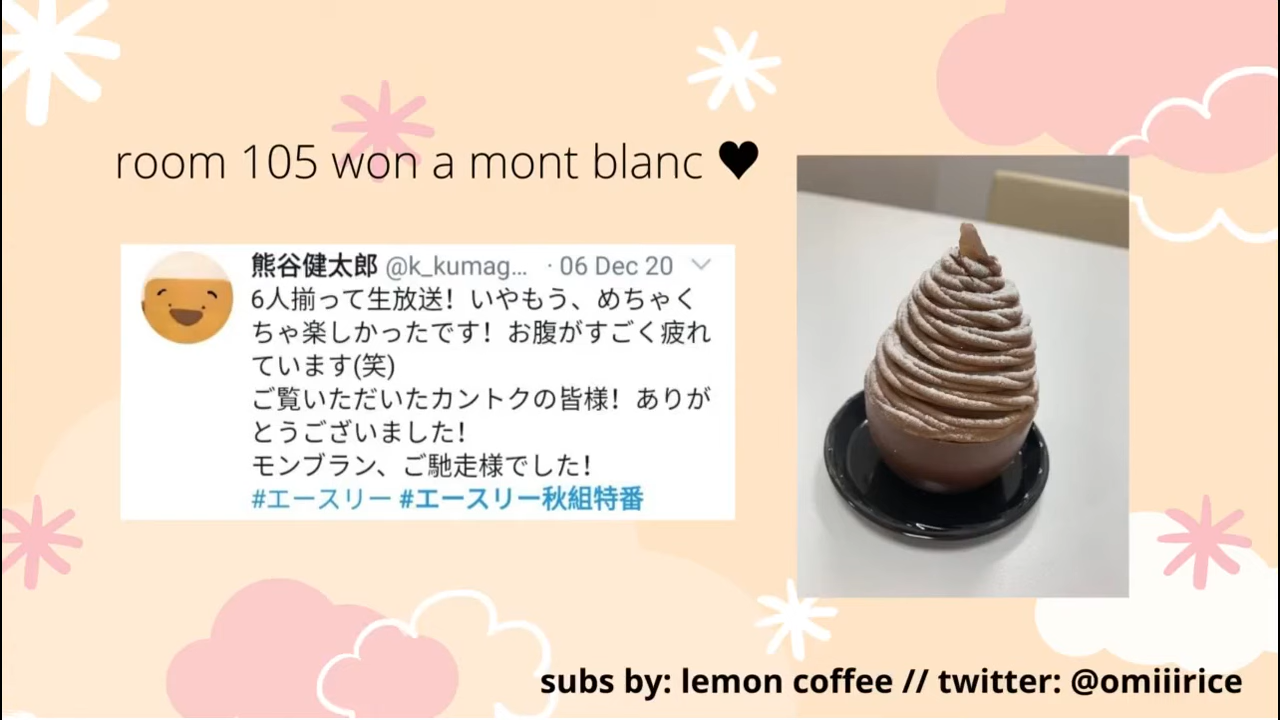 room 105 won a mont blanc ♥
熊谷健太郎 @k_kumag... · 06 Dec 20
6人揃って生放送！いやもう、めちゃく
ちゃ楽しかったです！お腹がすごく疲れ
ています(笑)
ご覧いただいたカントクの皆様！ありが
とうございました！
モンブラン、ご馳走様でした！
#エースリー #エースリー秋組特番
subs by: lemon coffee // twitter: @omiiirice